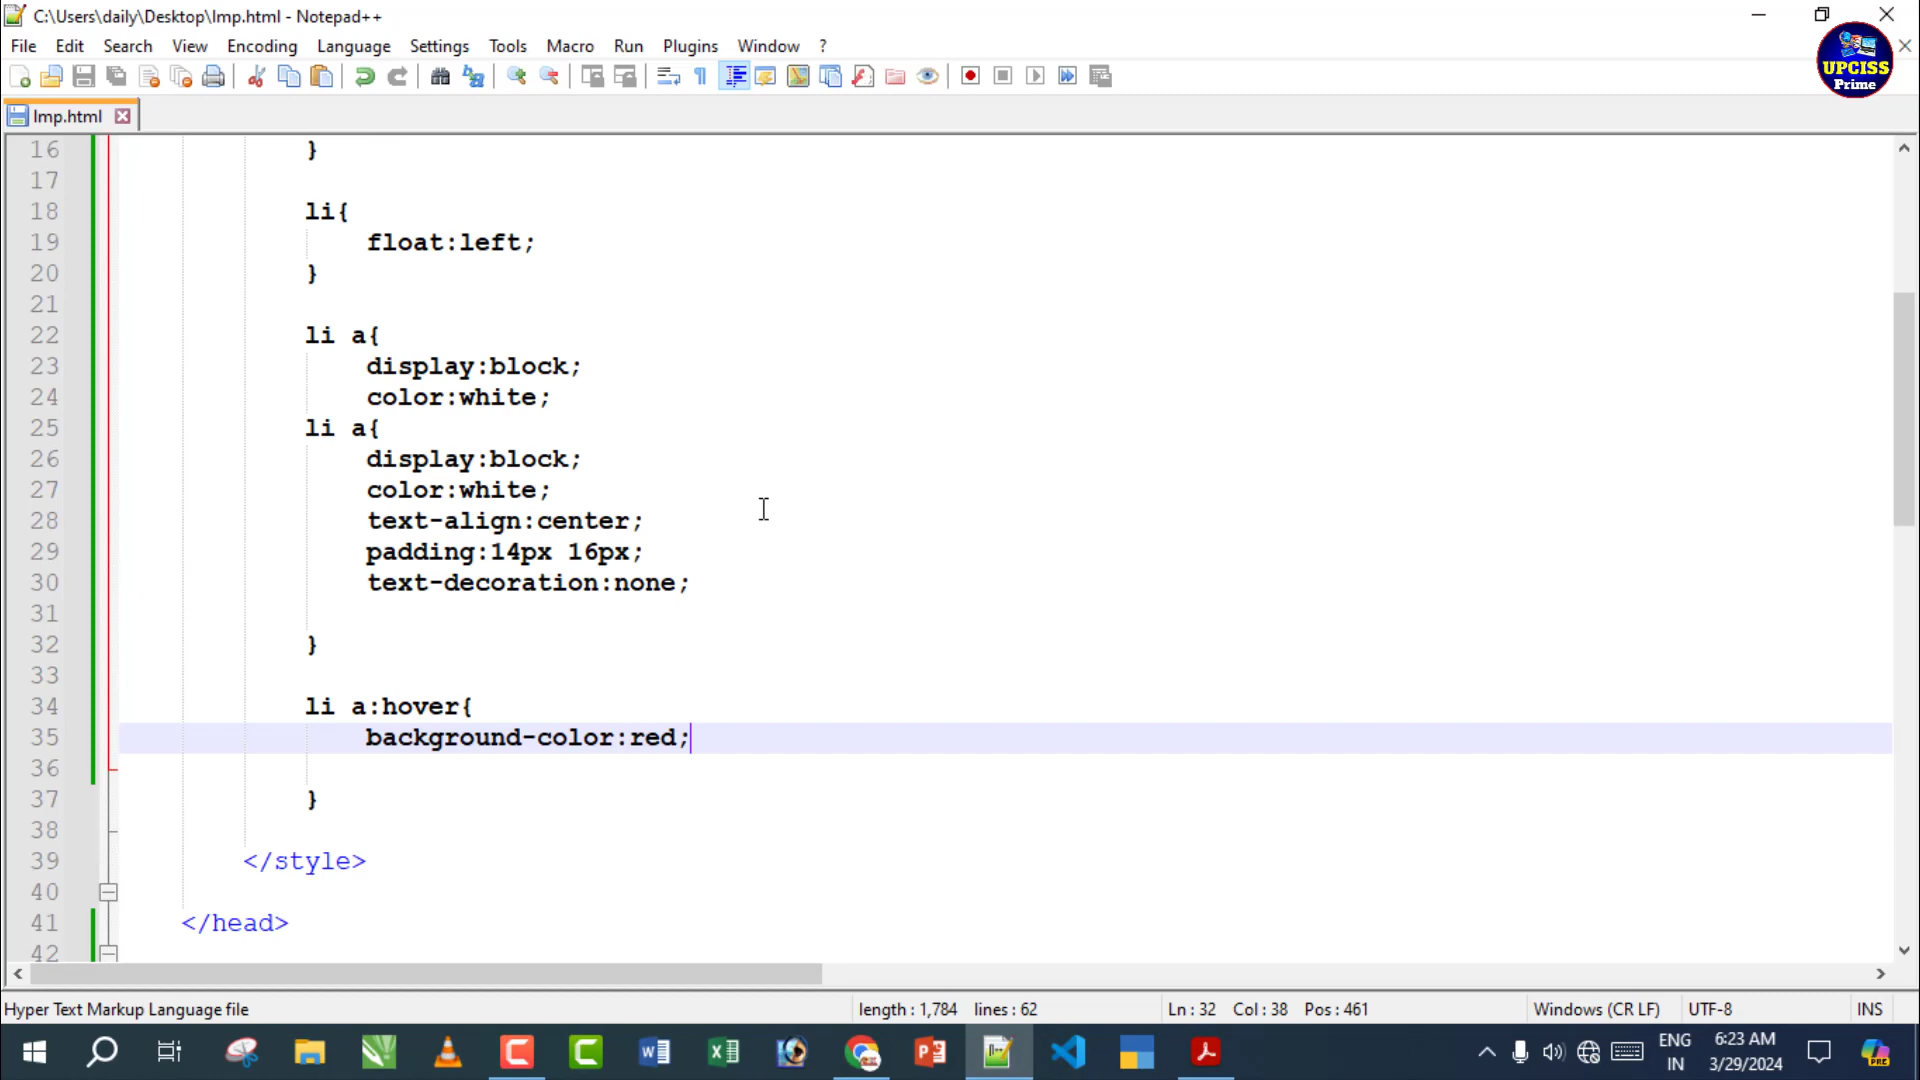 C:\Users\daily\Desktop\Imp.html - Notepad++
File Edit Search View Encoding Language Settings Tools Macro Run Plugins Window ?
UPCISS
Prime
Imp.html
16 }
17
18 li{
19 float:left;
20 }
21
22 li a{
23 display:block;
24 color:white;
25 li a{
26 display:block;
27 color:white;
28 text-align:center;
29 padding:14px 16px;
30 text-decoration:none;
31
32 }
33
34 li a:hover{
35 background-color:red;
36
37 }
38
39 </style>
40
41 </head>
42
Hyper Text Markup Language file length : 1,784 lines : 62 Ln : 32 Col : 38 Pos : 461 Windows (CR LF) UTF-8 INS
ENG 6:23 AM
IN 3/29/2024